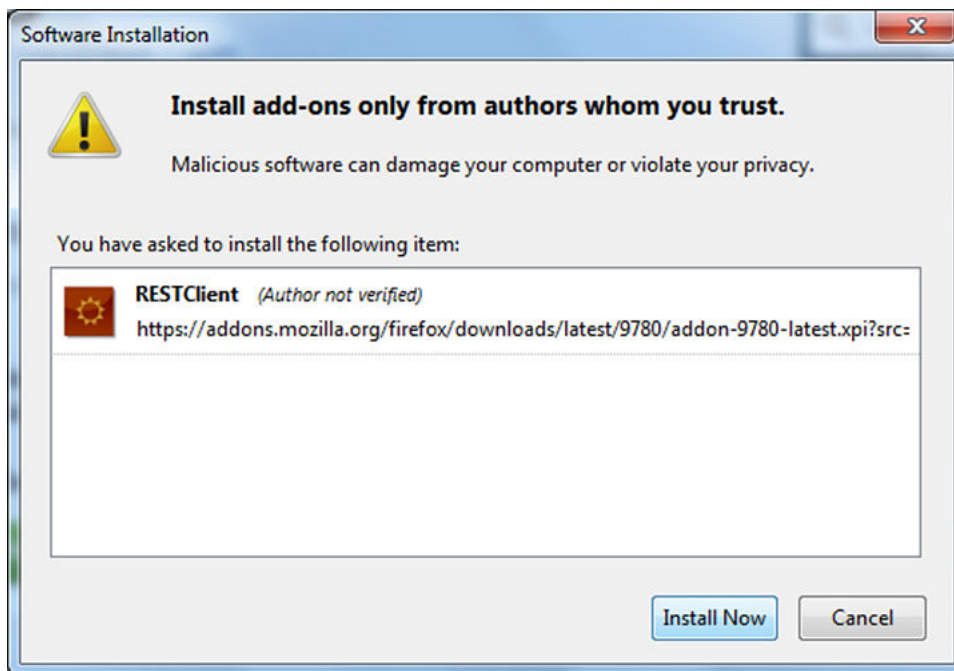 Software Installation
Install add-ons only from authors whom you trust.
Malicious software can damage your computer or violate your privacy.
You have asked to install the following item:
RESTClient (Author not verified)
https://addons.mozilla.org/firefox/downloads/latest/9780/addon-9780-latest.xpi?src=
Install Now Cancel